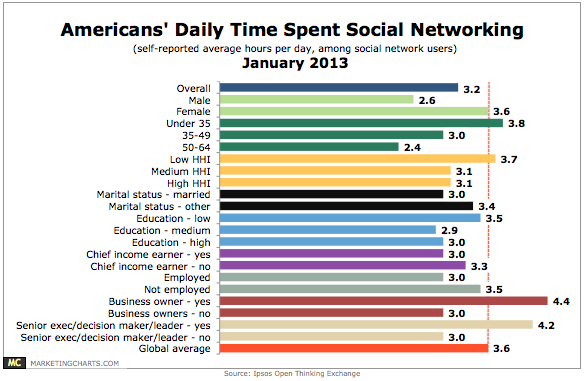 Americans' Daily Time Spent Social Networking
(self-reported average hours per day, among social network users)
January 2013
Overall 3.2
Male 2.6
Female 3.6
Under 35 3.8
35-49 3.0
50-64 2.4
Low HHI 3.7
Medium HHI 3.1
High HHI 3.1
Marital status - married 3.0
Marital status - other 3.4
Education - low 3.5
Education - medium 2.9
Education - high 3.0
Chief income earner - yes 3.0
Chief income earner - no 3.3
Employed 3.0
Not employed 3.5
Business owner - yes 4.4
Business owners - no 3.0
Senior exec/decision maker/leader - yes 4.2
Senior exec/decision maker/leader - no 3.0
Global average 3.6
MC MARKETINGCHARTS.COM
Source: Ipsos Open Thinking Exchange